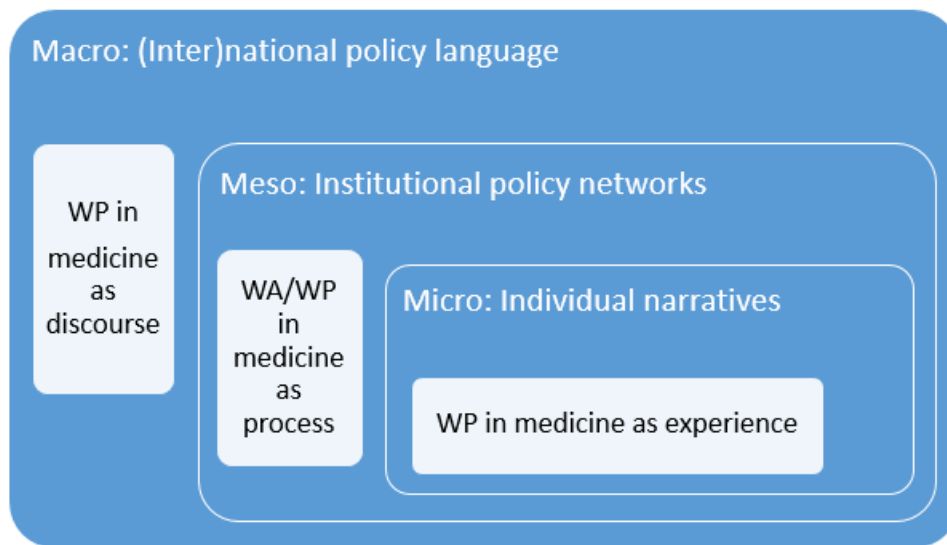 Macro: (Inter)national policy language
WP in
medicine
as
discourse
Meso: Institutional policy networks
WA/WP
in
medicine
as
process
Micro: Individual narratives
WP in medicine as experience